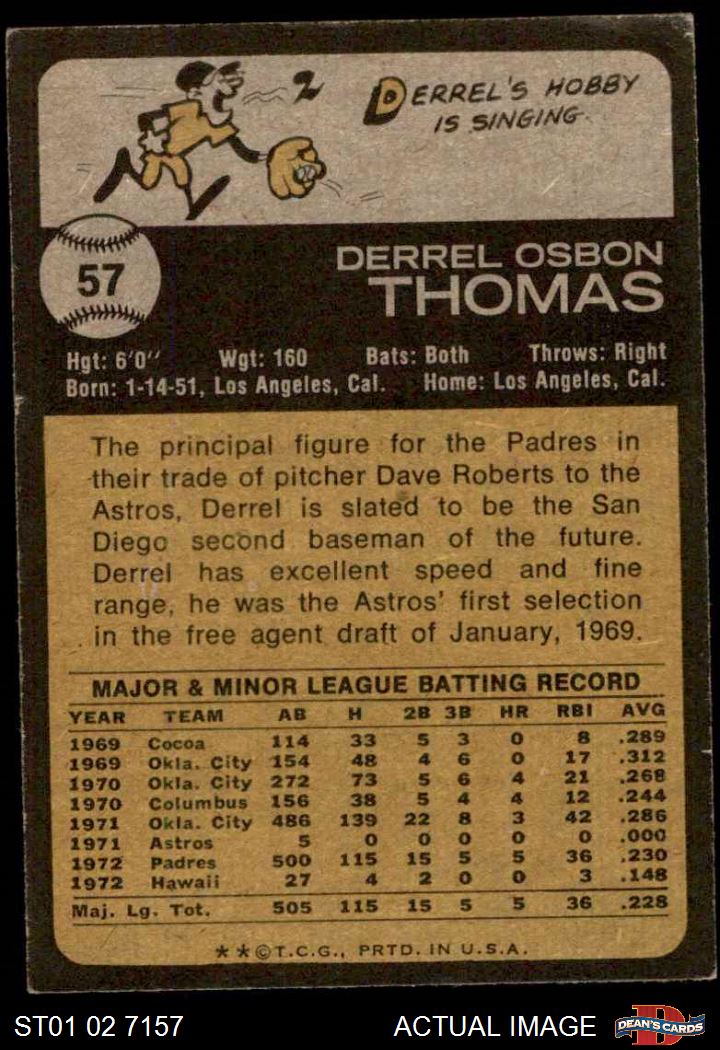 DERREL'S HOBBY
IS SINGING.
57
DERREL OSBON
THOMAS
Hgt: 6'0'' Wgt: 160 Bats: Both Throws: Right
Born: 1-14-51, Los Angeles, Cal. Home: Los Angeles, Cal.
The principal figure for the Padres in
their trade of pitcher Dave Roberts to the
Astros, Derrel is slated to be the San
Diego second baseman of the future.
Derrel has excellent speed and fine
range, he was the Astros' first selection
in the free agent draft of January, 1969.
MAJOR & MINOR LEAGUE BATTING RECORD
YEAR TEAM AB H 2B 3B HR RBI AVG
1969 Cocoa 114 33 5 3 0 8 .289
1969 Okla. City 154 48 4 6 0 17 .312
1970 Okla. City 272 73 5 6 4 21 .268
1970 Columbus 156 38 5 4 4 12 .244
1971 Okla. City 486 139 22 8 3 42 .286
1971 Astros 5 0 0 0 0 0 .000
1972 Padres 500 115 15 5 5 36 .230
1972 Hawaii 27 4 2 0 0 3 .148
Maj. Lg. Tot. 505 115 15 5 5 36 .228
**©T.C.G., PRTD. IN U.S.A.
ST01 02 7157 ACTUAL IMAGE DEAN'S CARDS